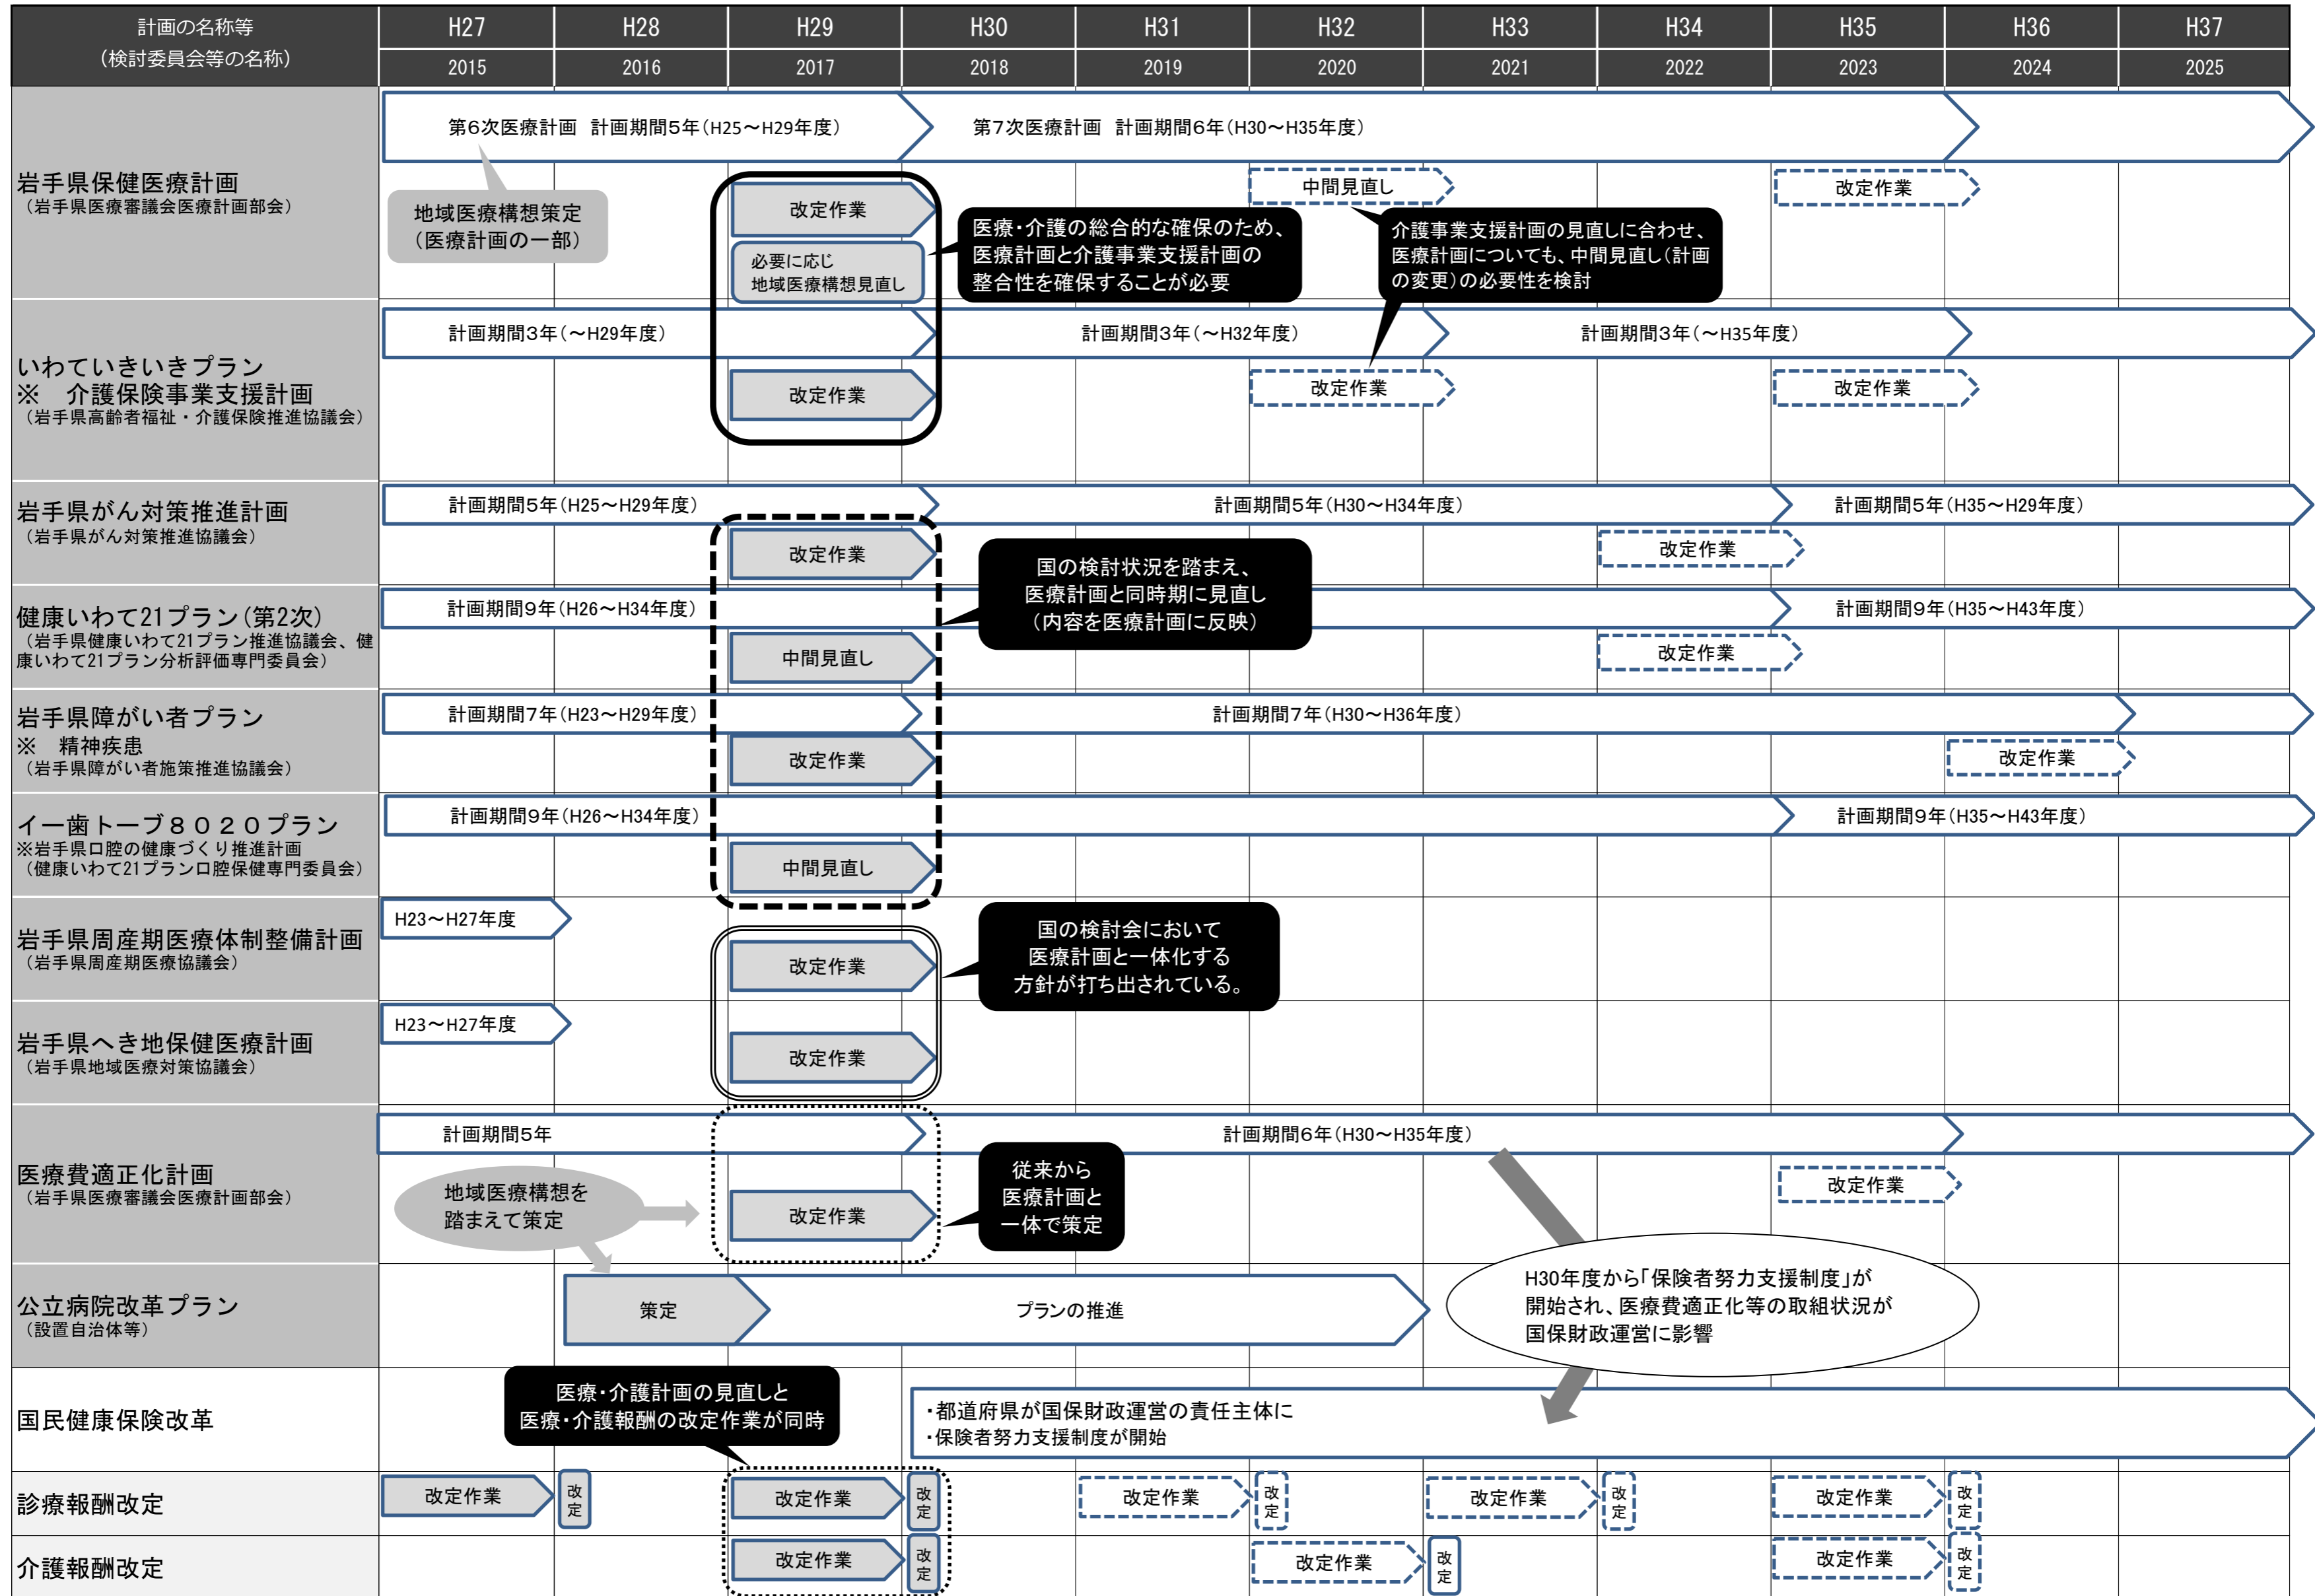 計画の名称等
（検討委員会等の名称）
H27 H28 H29 H30 H31 H32 H33 H34 H35 H36 H37
2015 2016 2017 2018 2019 2020 2021 2022 2023 2024 2025
岩手県保健医療計画
（岩手県医療審議会医療計画部会）
第６次医療計画 計画期間５年（H25～H29年度）
第７次医療計画 計画期間６年（H30～H35年度）
地域医療構想策定
（医療計画の一部）
改定作業
必要に応じ
地域医療構想見直し
医療・介護の総合的な確保のため、
医療計画と介護事業支援計画の
整合性を確保することが必要
中間見直し
介護事業支援計画の見直しに合わせ、
医療計画についても、中間見直し（計画
の変更）の必要性を検討
改定作業
いわていきいきプラン
※　介護保険事業支援計画
（岩手県高齢者福祉・介護保険推進協議会）
計画期間３年（～H29年度）
計画期間３年（～H32年度）
計画期間３年（～H35年度）
改定作業
改定作業
改定作業
岩手県がん対策推進計画
（岩手県がん対策推進協議会）
計画期間５年（H25～H29年度）
計画期間５年（H30～H34年度）
計画期間５年（H35～H29年度）
改定作業
改定作業
国の検討状況を踏まえ、
医療計画と同時期に見直し
（内容を医療計画に反映）
健康いわて21プラン（第2次）
（岩手県健康いわて21プラン推進協議会、健
康いわて21プラン分析評価専門委員会）
計画期間９年（H26～H34年度）
計画期間９年（H35～H43年度）
中間見直し
改定作業
岩手県障がい者プラン
※　精神疾患
（岩手県障がい者施策推進協議会）
計画期間７年（H23～H29年度）
計画期間７年（H30～H36年度）
改定作業
改定作業
イー歯トーブ８０２０プラン
※岩手県口腔の健康づくり推進計画
（健康いわて21プラン口腔保健専門委員会）
計画期間９年（H26～H34年度）
計画期間９年（H35～H43年度）
中間見直し
岩手県周産期医療体制整備計画
（岩手県周産期医療協議会）
H23～H27年度
改定作業
国の検討会において
医療計画と一体化する
方針が打ち出されている。
岩手県へき地保健医療計画
（岩手県地域医療対策協議会）
H23～H27年度
改定作業
医療費適正化計画
（岩手県医療審議会医療計画部会）
計画期間５年
計画期間６年（H30～H35年度）
地域医療構想を
踏まえて策定
改定作業
従来から
医療計画と
一体で策定
改定作業
公立病院改革プラン
（設置自治体等）
策定
プランの推進
H30年度から「保険者努力支援制度」が
開始され、医療費適正化等の取組状況が
国保財政運営に影響
国民健康保険改革
医療・介護計画の見直しと
医療・介護報酬の改定作業が同時
・都道府県が国保財政運営の責任主体に
・保険者努力支援制度が開始
診療報酬改定
改定作業 改定 改定作業 改定 改定作業 改定 改定作業 改定 改定作業 改定
介護報酬改定
改定作業 改定 改定作業 改定 改定作業 改定